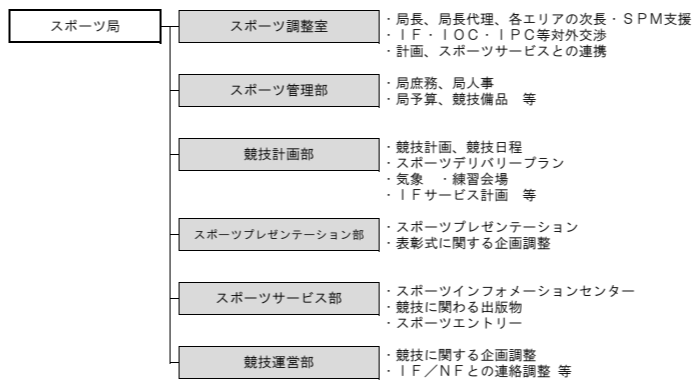 スポーツ局
スポーツ調整室
・局長、局長代理、各エリアの次長・ＳＰＭ支援
・ＩＦ・ＩＯＣ・ＩＰＣ等対外交渉
・計画、スポーツサービスとの連携
スポーツ管理部
・局庶務、局人事
・局予算、競技備品　等
競技計画部
・競技計画、競技日程
・スポーツデリバリープラン
・気象　・練習会場
・ＩＦサービス計画　等
スポーツプレゼンテーション部
・スポーツプレゼンテーション
・表彰式に関する企画調整
スポーツサービス部
・スポーツインフォメーションセンター
・競技に関わる出版物
・スポーツエントリー
競技運営部
・競技に関する企画調整
・ＩＦ／ＮＦとの連絡調整 等